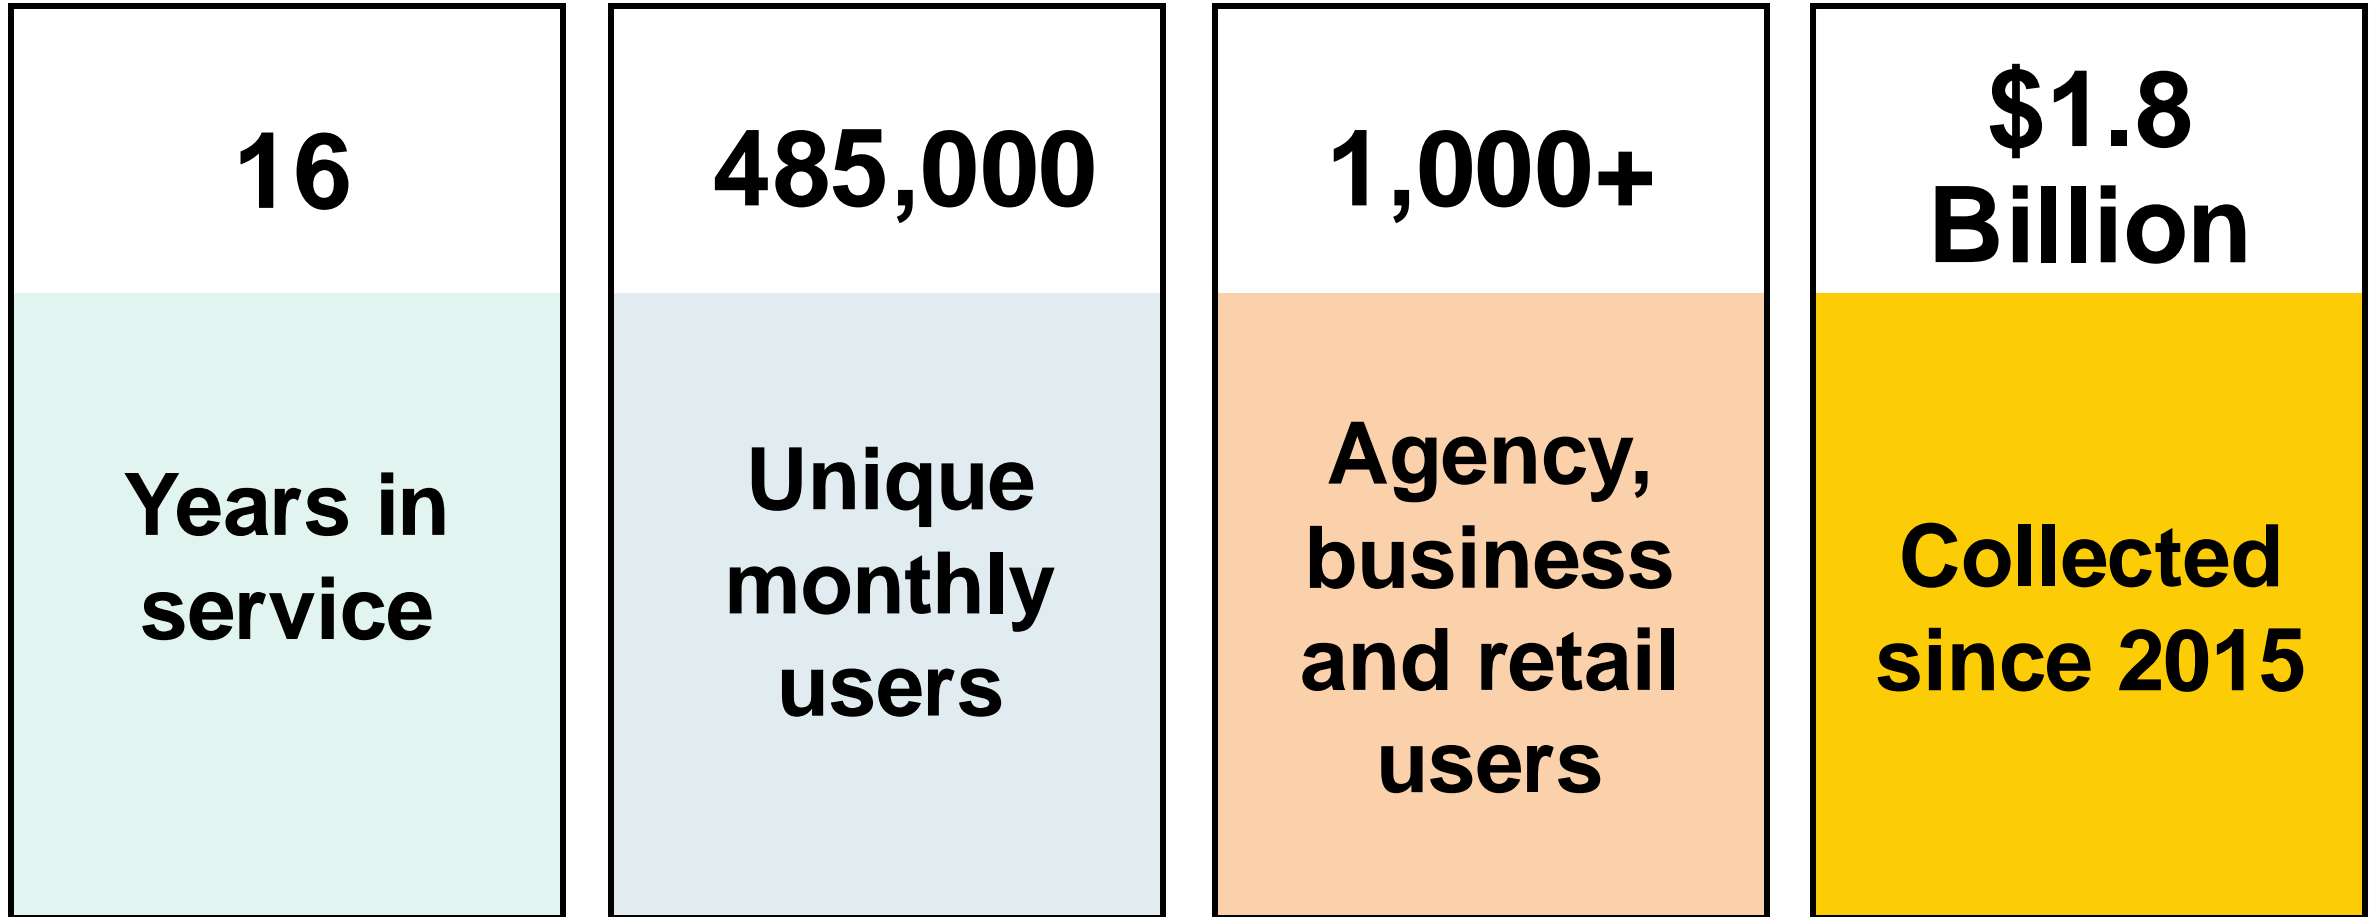 16
Years in
service
485,000
Unique
monthly
users
1,000+
Agency,
business
and retail
users
$1.8
Billion
Collected
since 2015